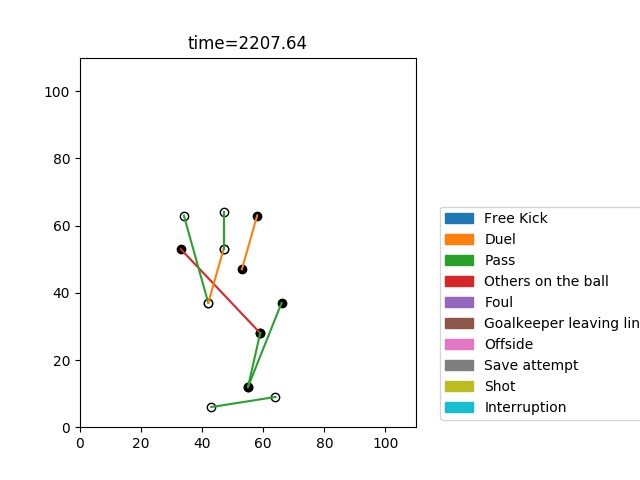 time=2207.64
100
80
60
40
20
0
0 20 40 60 80 100
Free Kick
Duel
Pass
Others on the ball
Foul
Goalkeeper leaving lin
Offside
Save attempt
Shot
Interruption